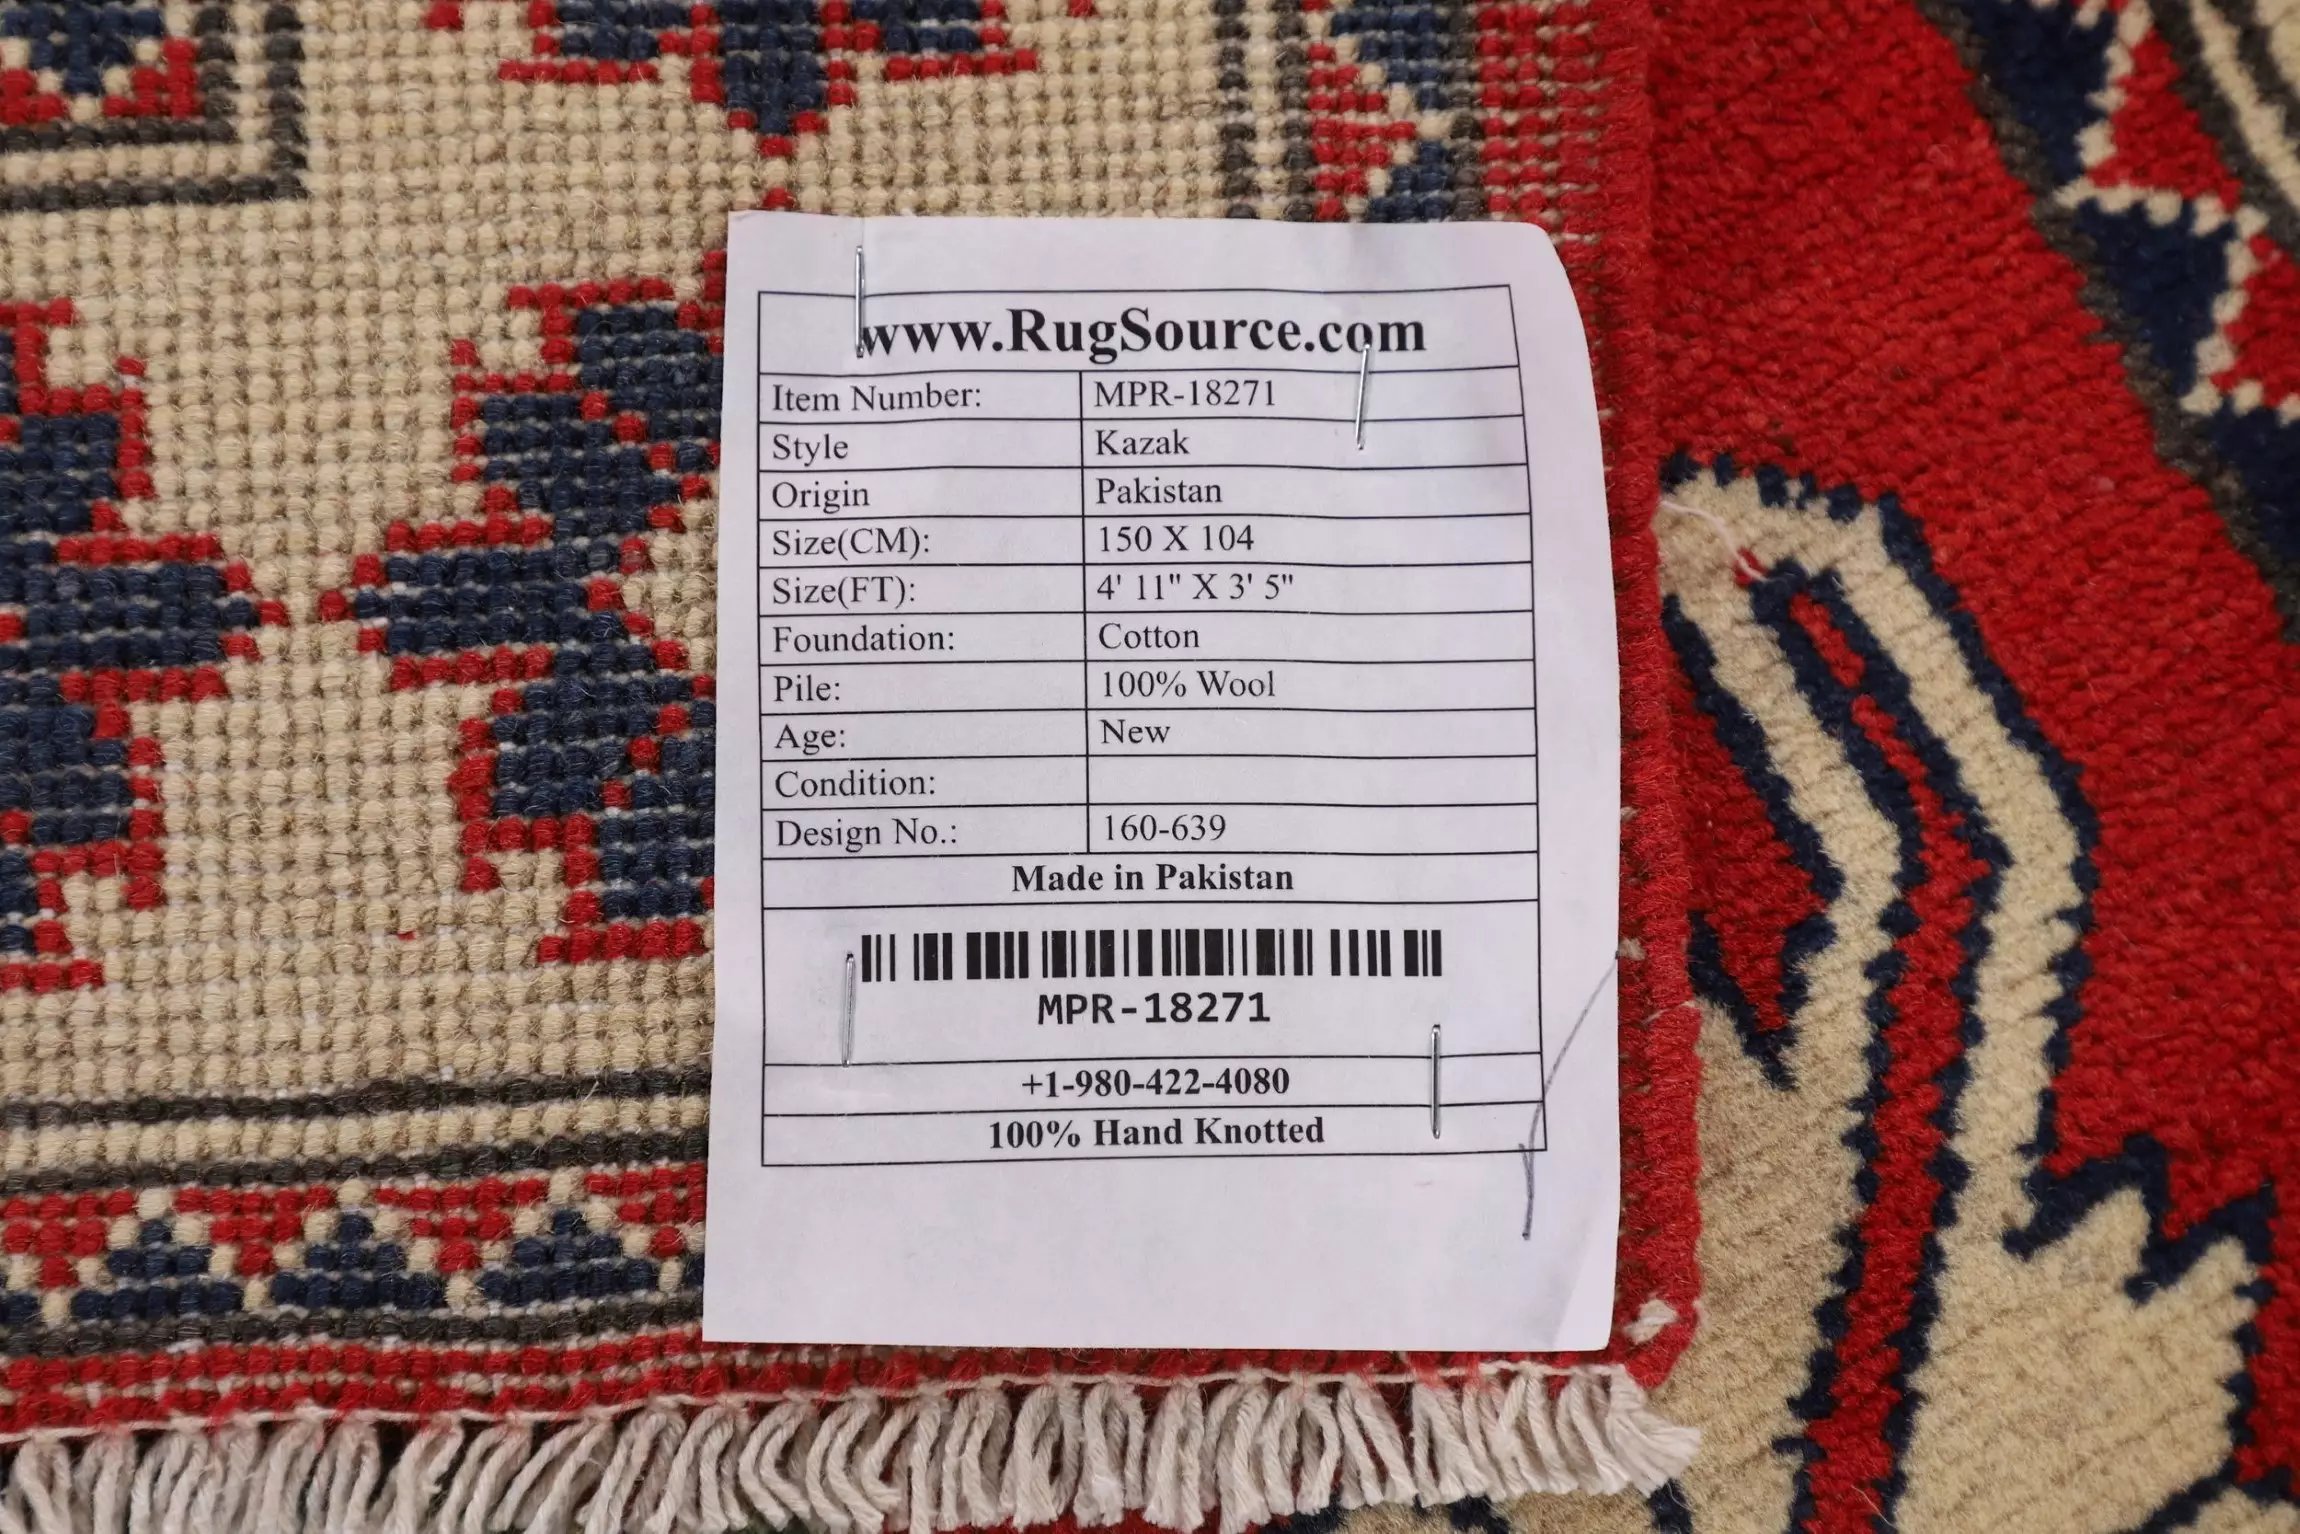 www.RugSource.com
Item Number: MPR-18271
Style Kazak
Origin Pakistan
Size(CM): 150 X 104
Size(FT): 4' 11" X 3' 5"
Foundation: Cotton
Pile: 100% Wool
Age: New
Condition:
Design No.: 160-639
Made in Pakistan
MPR-18271
+1-980-422-4080
100% Hand Knotted